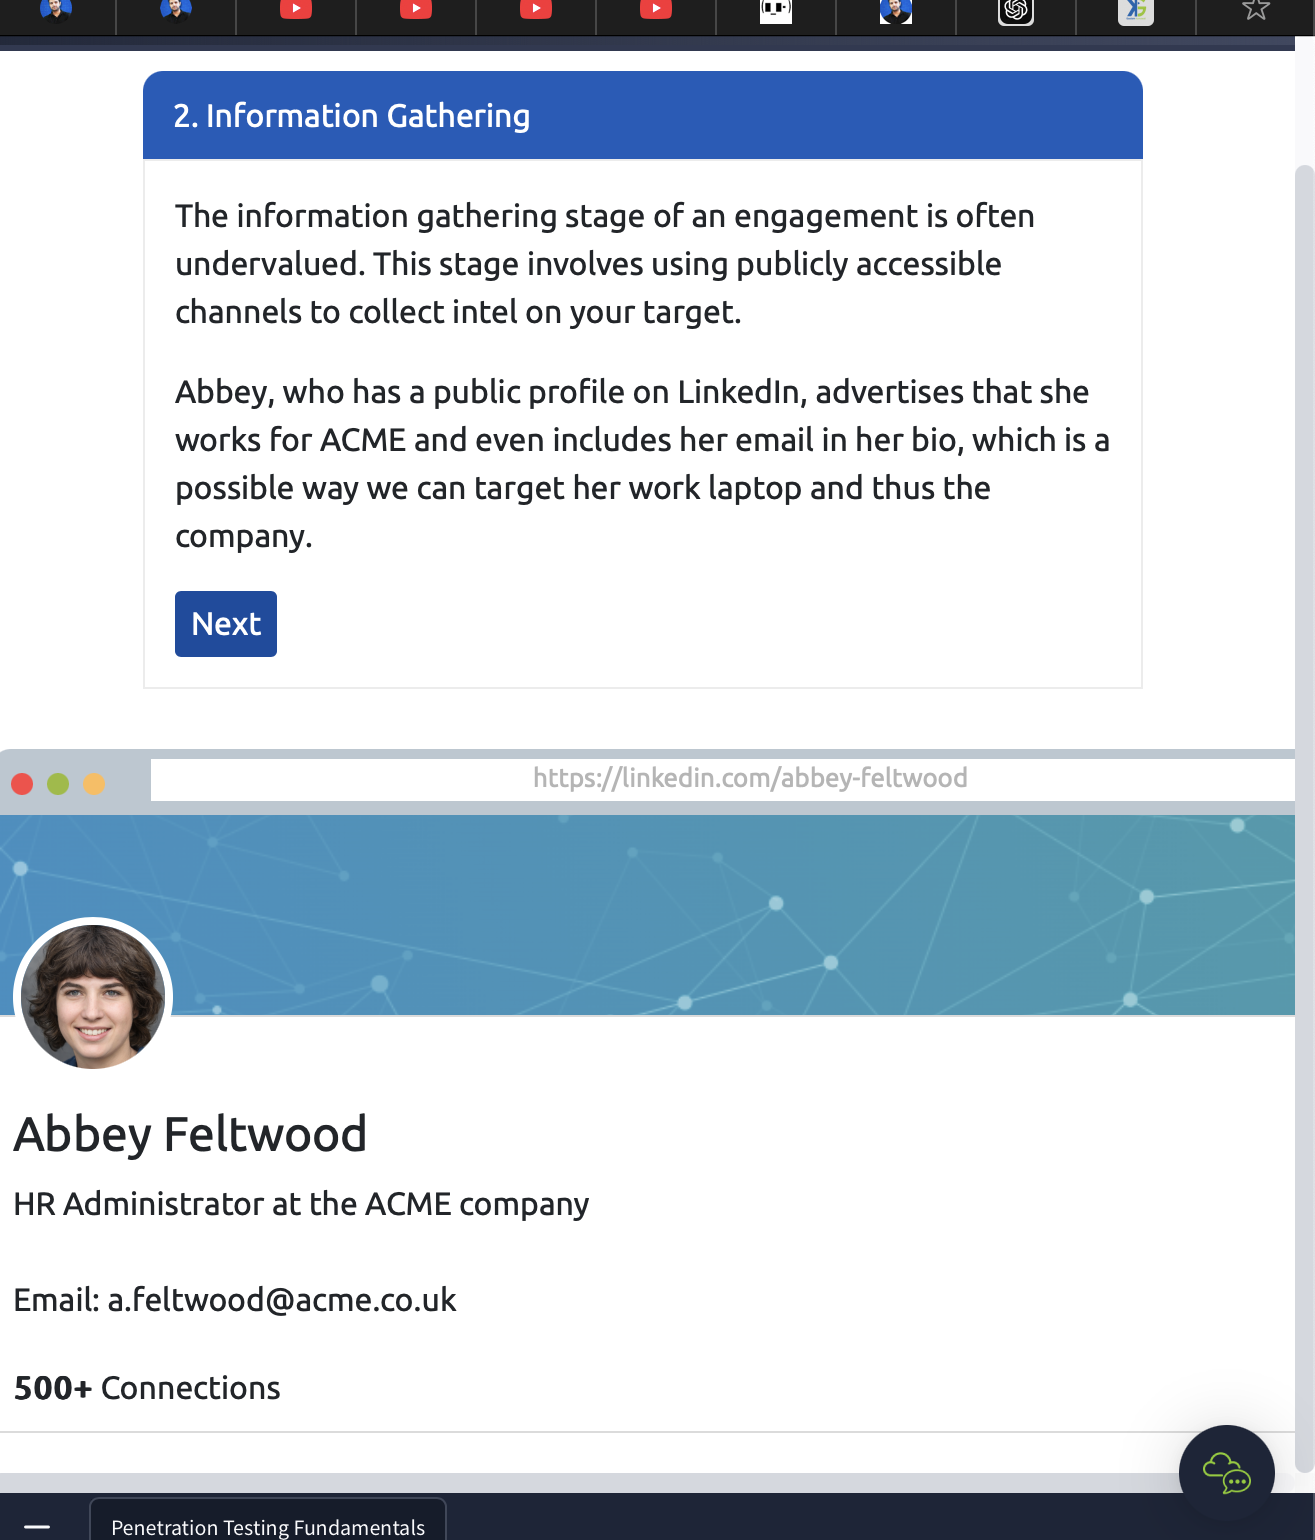 2. Information Gathering
The information gathering stage of an engagement is often
undervalued. This stage involves using publicly accessible
channels to collect intel on your target.
Abbey, who has a public profile on LinkedIn, advertises that she
works for ACME and even includes her email in her bio, which is a
possible way we can target her work laptop and thus the
company.
Next
https://linkedin.com/abbey-feltwood
Abbey Feltwood
HR Administrator at the ACME company
Email: a.feltwood@acme.co.uk
500+ Connections
Penetration Testing Fundamentals